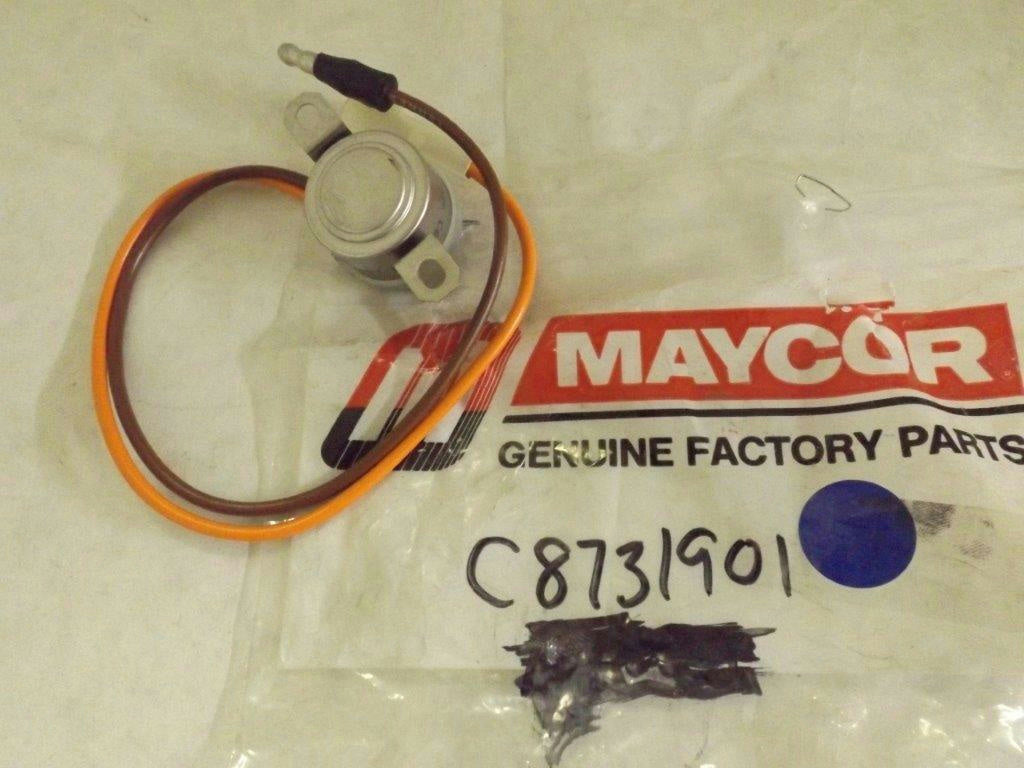 MAYCOR
GENUINE FACTORY PARTS
C8731901